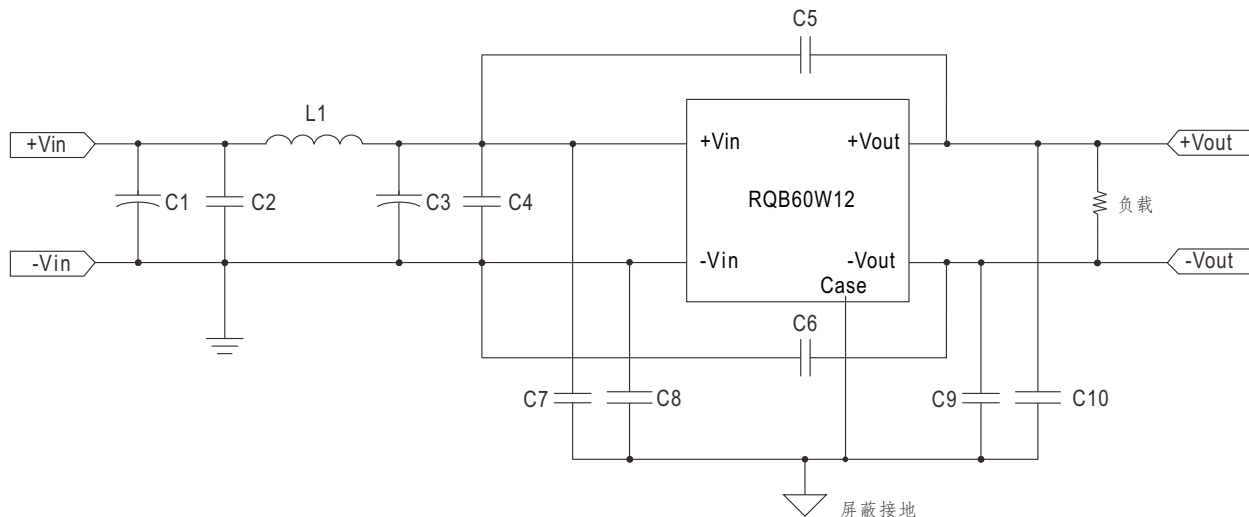 C5
L1
+Vin
+Vin
+Vout
+Vout
C1
C2
C3
C4
RQB60W12
负载
-Vin
-Vin
-Vout
-Vout
Case
C6
C7
C8
C9
C10
屏蔽接地